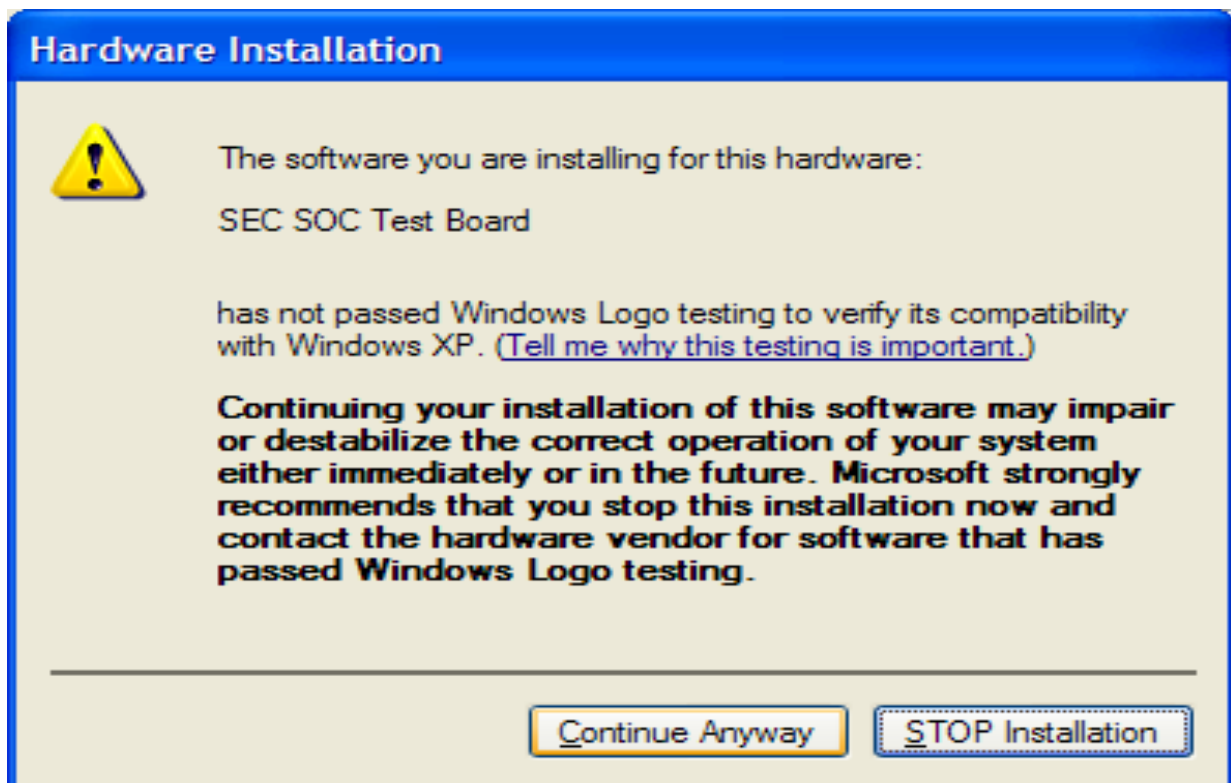 Hardware Installation
The software you are installing for this hardware:
SEC SOC Test Board
has not passed Windows Logo testing to verify its compatibility
with Windows XP. (Tell me why this testing is important.)
Continuing your installation of this software may impair
or destabilize the correct operation of your system
either immediately or in the future. Microsoft strongly
recommends that you stop this installation now and
contact the hardware vendor for software that has
passed Windows Logo testing.
Continue Anyway STOP Installation